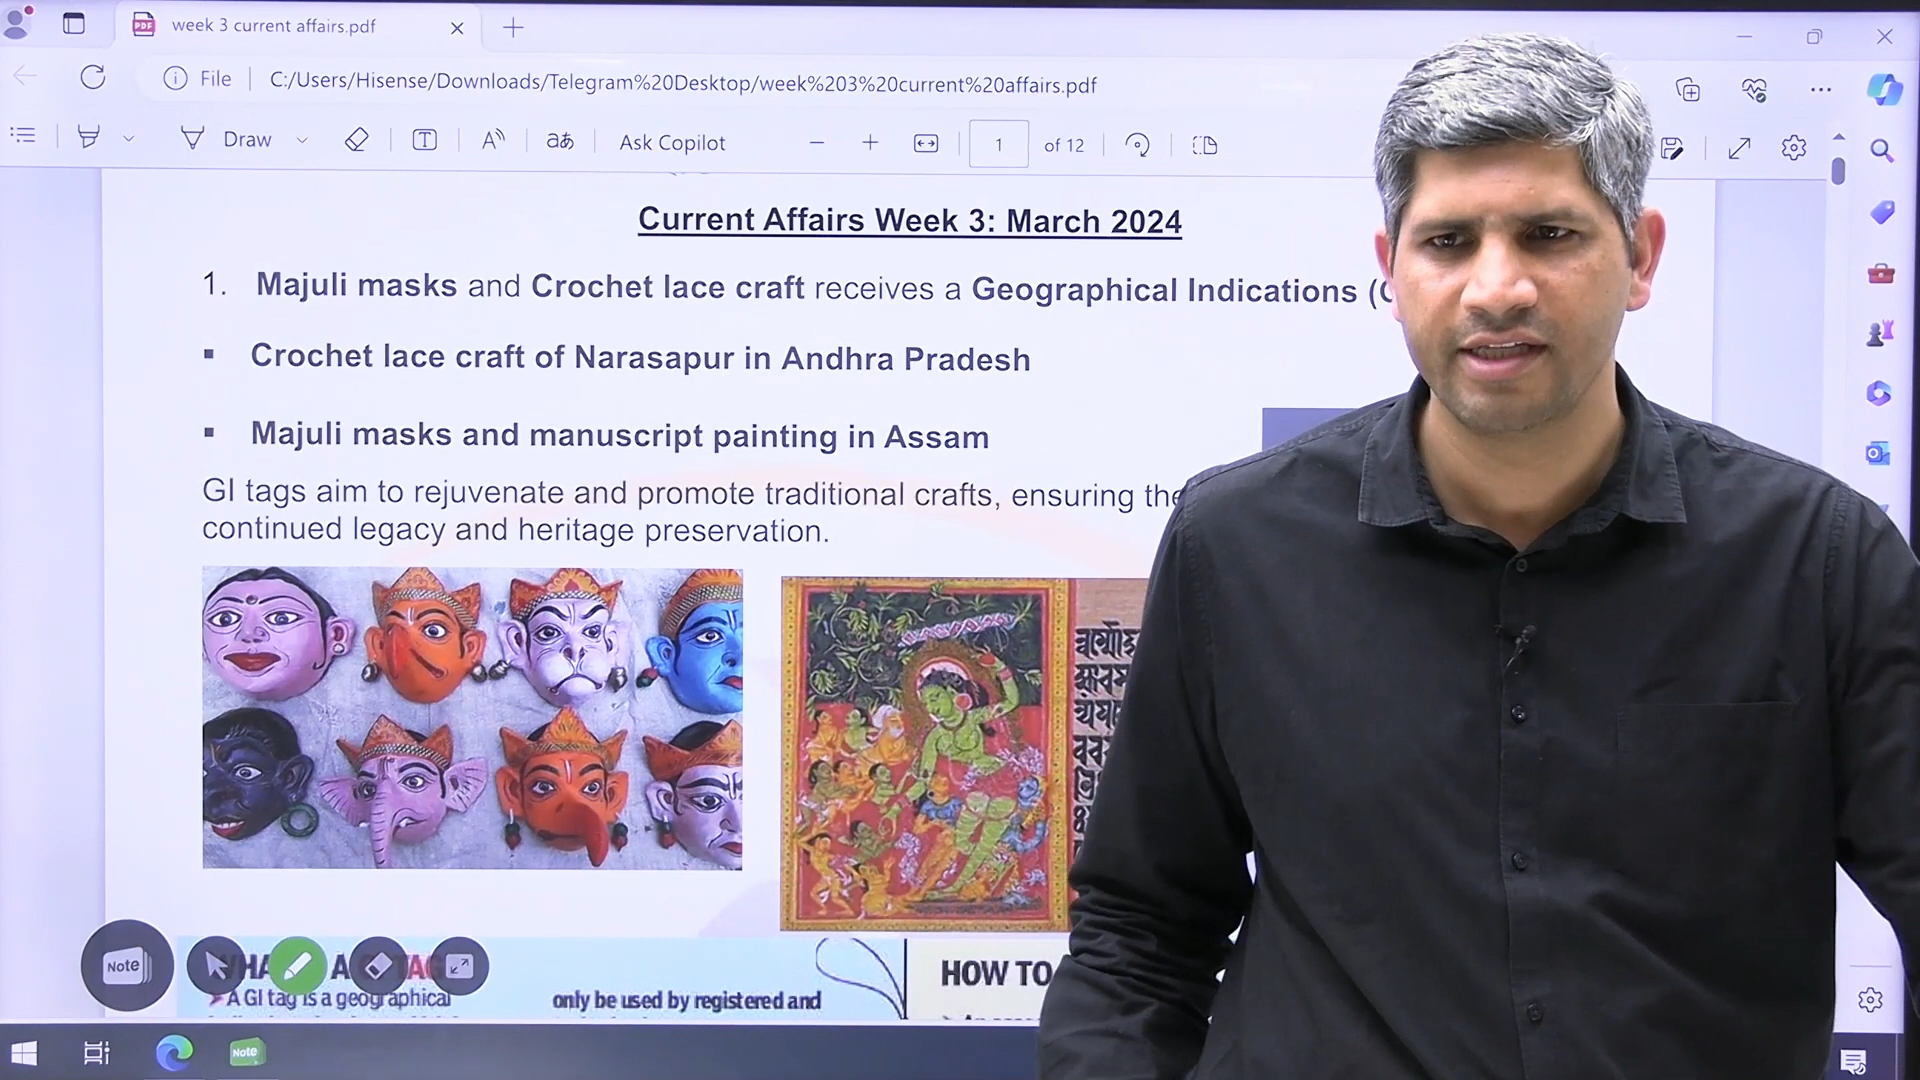 week 3 current affairs.pdf
File
C:/Users/Hisense/Downloads/Telegram%20Desktop/week%203%20current%20affairs.pdf
Draw
T
A
aあ
Ask Copilot
1
of 12
Current Affairs Week 3: March 2024
1. Majuli masks and Crochet lace craft receives a Geographical Indications (
▪ Crochet lace craft of Narasapur in Andhra Pradesh
▪ Majuli masks and manuscript painting in Assam
GI tags aim to rejuvenate and promote traditional crafts, ensuring
continued legacy and heritage preservation.
Note
HOW TO
➤ A GI tag is a geographical
only be used by registered and
Note